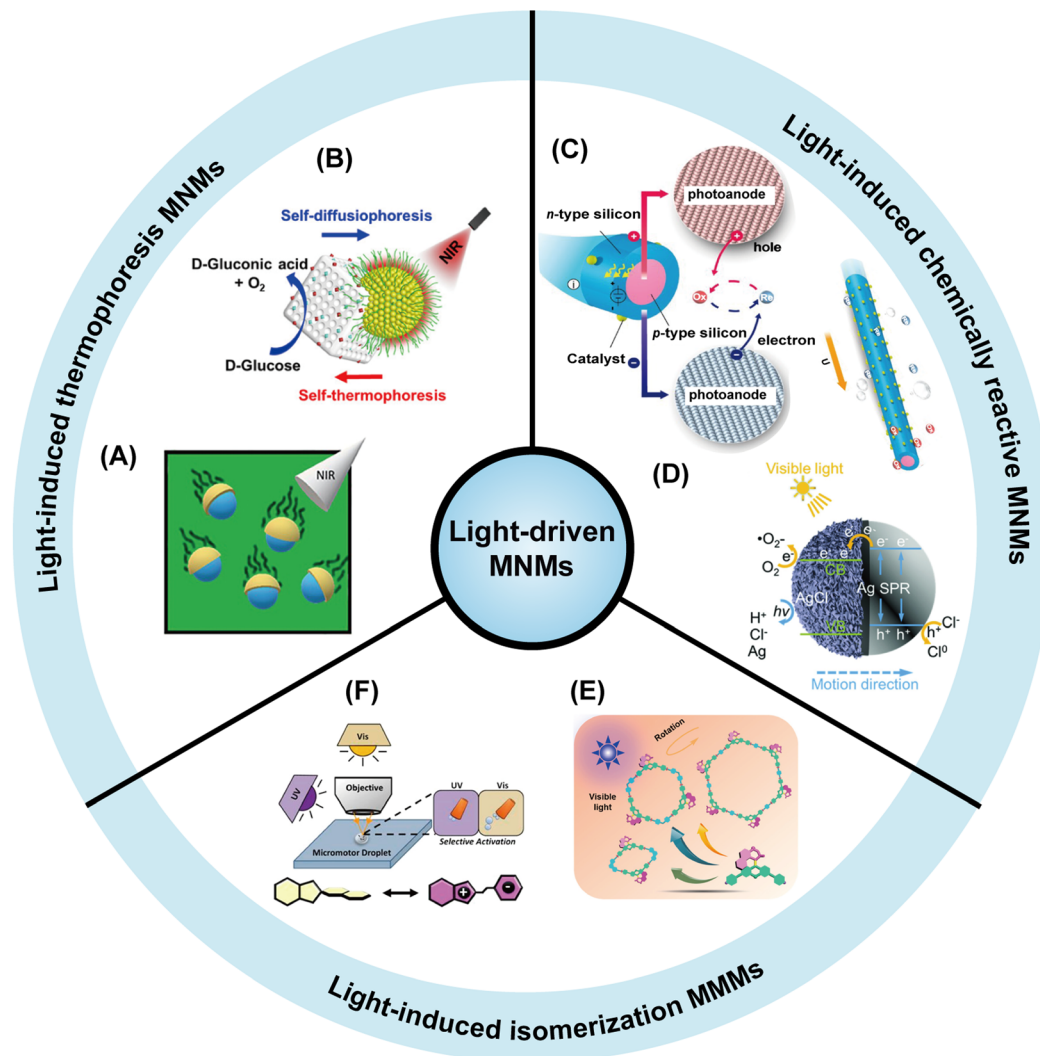 Light-induced thermophoresis MNMs
Light-induced chemically reactive MNMs
Light-induced isomerization MMMs
Light-driven
MNMs
(B)
Self-diffusiophoresis
NIR
D-Gluconic acid
+ O2
D-Glucose
Self-thermophoresis
(A)
NIR
(C)
photoanode
n-type silicon
+
+
hole
i
Ox
Re
p-type silicon
Catalyst
electron
−
−
photoanode
U
(D)
Visible light
•O2-
e-
O2
e- e-
e- e-
e- e-
CB
AgCl
Ag SPR
hv
H+
Cl-
Ag
VB
h+ h+
h+
Cl-
Cl0
Motion direction
(F)
Vis
UV
Objective
UV
Vis
Selective Activation
Micromotor Droplet
+
−
(E)
Rotation
Visible
light